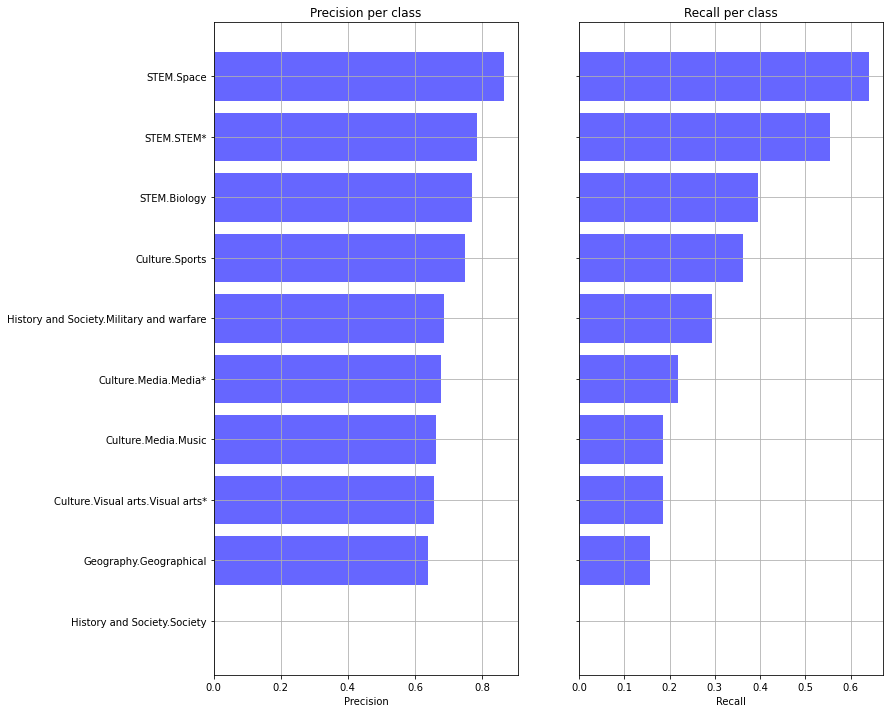 Precision per class
Recall per class
STEM.Space
STEM.STEM*
STEM.Biology
Culture.Sports
History and Society.Military and warfare
Culture.Media.Media*
Culture.Media.Music
Culture.Visual arts.Visual arts*
Geography.Geographical
History and Society.Society
0.0 0.2 0.4 0.6 0.8
Precision
0.0 0.1 0.2 0.3 0.4 0.5 0.6
Recall